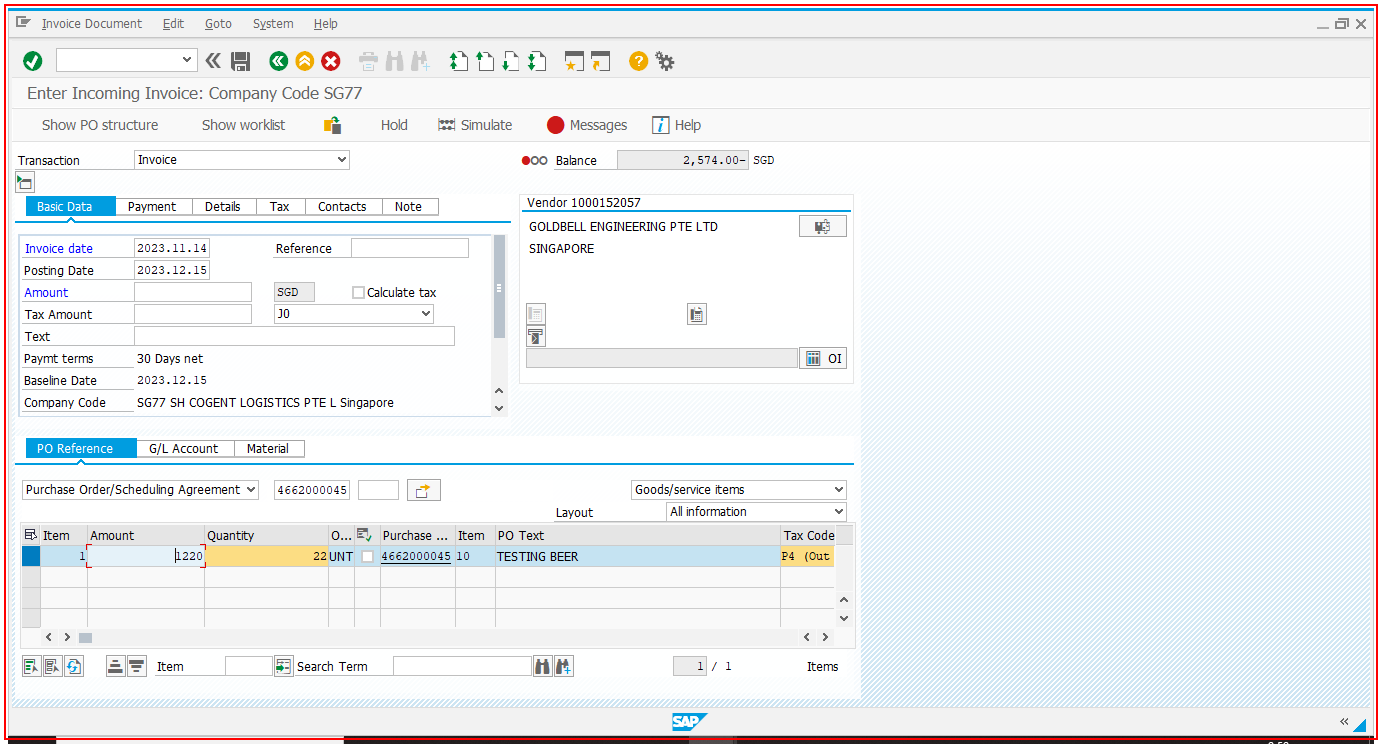 Invoice Document Edit Goto System Help
Enter Incoming Invoice: Company Code SG77
Show PO structure Show worklist Hold Simulate Messages Help
Transaction Invoice Balance 2,574.00- SGD
Basic Data Payment Details Tax Contacts Note
Invoice date 2023.11.14 Reference
Posting Date 2023.12.15
Amount SGD Calculate tax
Tax Amount J0
Text
Paymt terms 30 Days net
Baseline Date 2023.12.15
Company Code SG77 SH COGENT LOGISTICS PTE L Singapore
Vendor 1000152057
GOLDBELL ENGINEERING PTE LTD
SINGAPORE
OI
PO Reference G/L Account Material
Purchase Order/Scheduling Agreement 4662000045 Goods/service items
Layout All information
Item Amount Quantity O... Purchase ... Item PO Text Tax Code
1 1220 22 UNT 4662000045 10 TESTING BEER P4 (Out
Item Search Term 1 / 1 Items
SAP